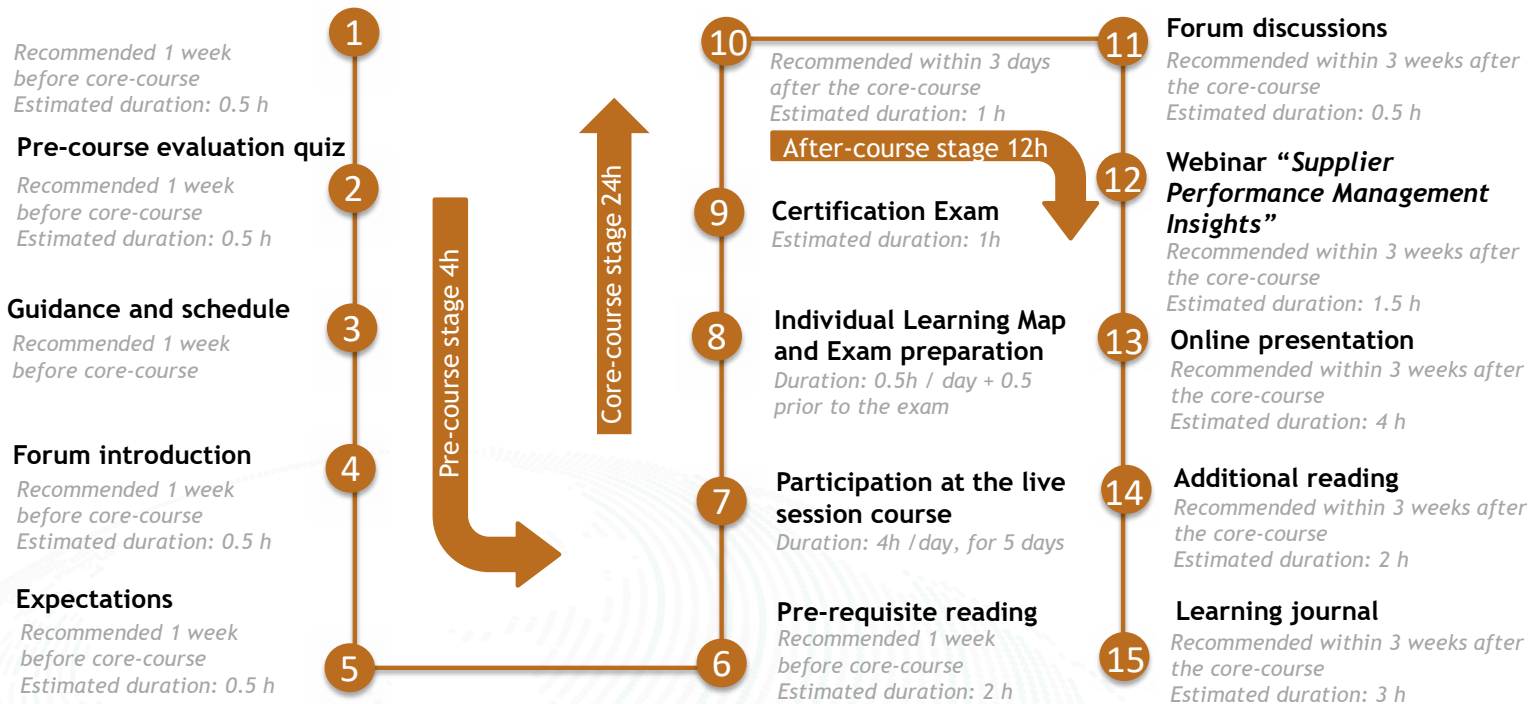 1
Recommended 1 week
before core-course
Estimated duration: 0.5 h
Pre-course evaluation quiz
2
Recommended 1 week
before core-course
Estimated duration: 0.5 h
Guidance and schedule
3
Recommended 1 week
before core-course
Forum introduction
4
Recommended 1 week
before core-course
Estimated duration: 0.5 h
Expectations
5
Recommended 1 week
before core-course
Estimated duration: 0.5 h
Pre-course stage 4h
Core-course stage 24h
10
Recommended within 3 days
after the core-course
Estimated duration: 1 h
After-course stage 12h
9
Certification Exam
Estimated duration: 1h
8
Individual Learning Map
and Exam preparation
Duration: 0.5h / day + 0.5
prior to the exam
7
Participation at the live
session course
Duration: 4h /day, for 5 days
6
Pre-requisite reading
Recommended 1 week
before core-course
Estimated duration: 2 h
11
Forum discussions
Recommended within 3 weeks after
the core-course
Estimated duration: 0.5 h
12
Webinar “Supplier
Performance Management
Insights”
Recommended within 3 weeks after
the core-course
Estimated duration: 1.5 h
13
Online presentation
Recommended within 3 weeks after
the core-course
Estimated duration: 4 h
14
Additional reading
Recommended within 3 weeks after
the core-course
Estimated duration: 2 h
15
Learning journal
Recommended within 3 weeks after
the core-course
Estimated duration: 3 h